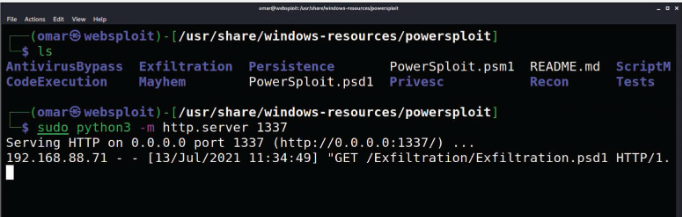 omar@websploit: /usr/share/windows-resources/powersploit
File Actions Edit View Help
(omar㉿websploit)-[/usr/share/windows-resources/powersploit]
$ ls
AntivirusBypass Exfiltration Persistence PowerSploit.psm1 README.md ScriptM
CodeExecution Mayhem PowerSploit.psd1 Privesc Recon Tests
(omar㉿websploit)-[/usr/share/windows-resources/powersploit]
$ sudo python3 -m http.server 1337
Serving HTTP on 0.0.0.0 port 1337 (http://0.0.0.0:1337/) ...
192.168.88.71 - - [13/Jul/2021 11:34:49] "GET /Exfiltration/Exfiltration.psd1 HTTP/1.